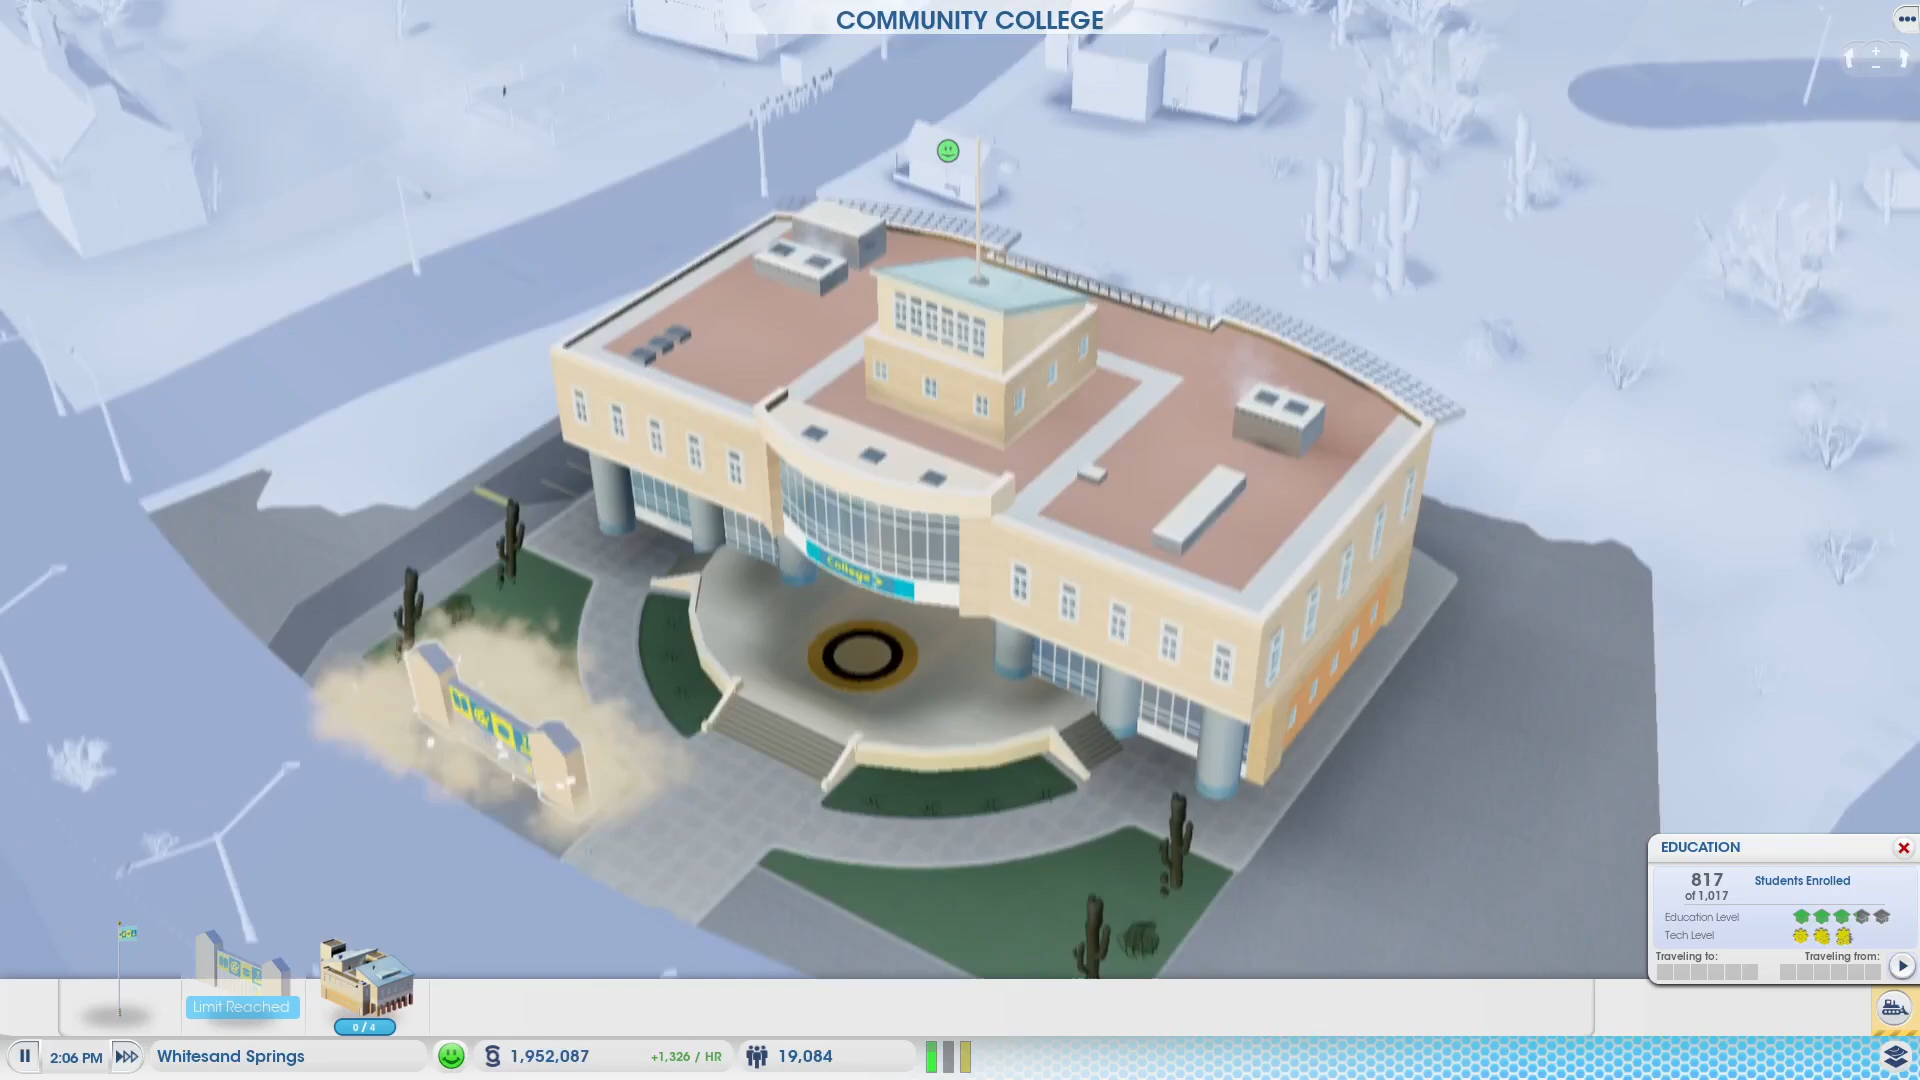 COMMUNITY COLLEGE
College
EDUCATION
817
of 1,017
Students Enrolled
Education Level
Tech Level
Traveling to:
Traveling from:
Limit Reached
0 / 4
2:06 PM
Whitesand Springs
1,952,087
+1,326 / HR
19,084